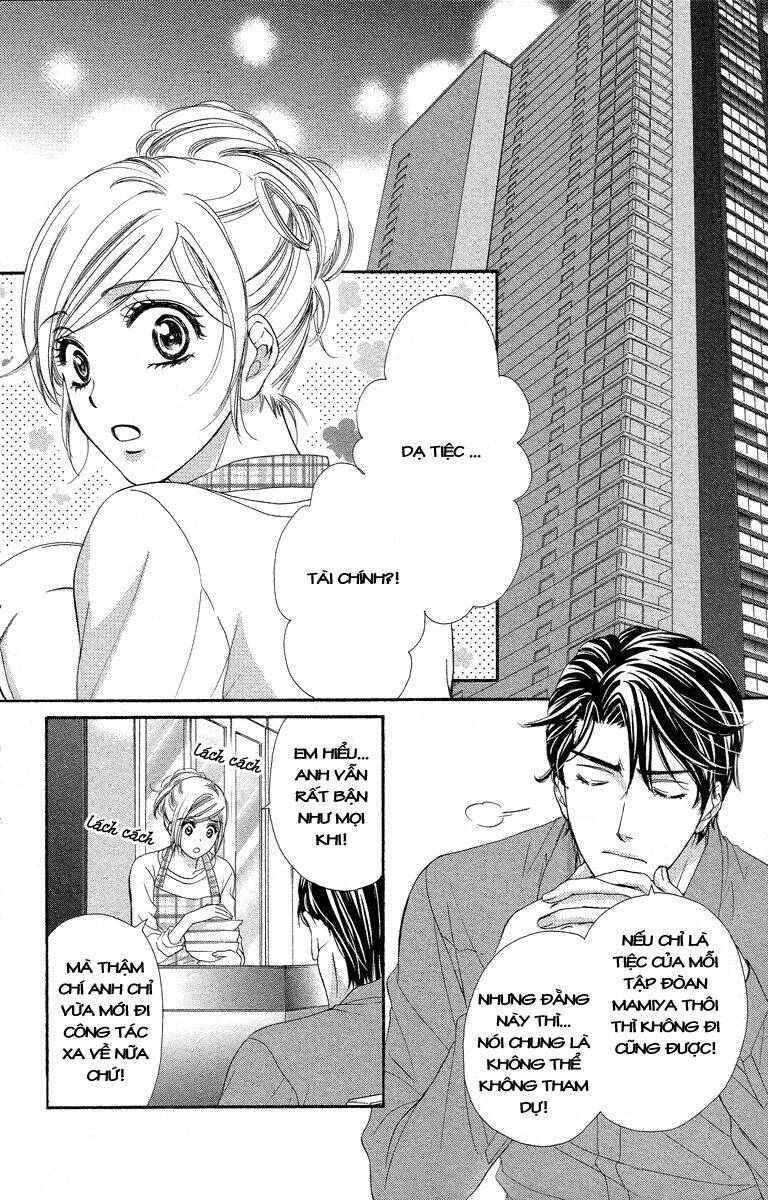 DẠ TIỆC ...
TÀI CHÍNH?!
NẾU CHỈ LÀ
TIỆC CỦA MỖI
TẬP ĐÒAN
MAMIYA THÔI
THÌ KHÔNG ĐI
CŨNG ĐƯỢC!
NHƯNG ĐẰNG
NÀY THÌ...
NÓI CHUNG LÀ
KHÔNG THỂ
KHÔNG THAM
DỰ!
EM HIỂU...
ANH VẪN
RẤT BẬN
NHƯ MỌI
KHI!
lách cách
lách cách
MÀ THẬM
CHÍ ANH CHỈ
VỪA MỚI ĐI
CÔNG TÁC
XA VỀ NỮA
CHỨ!